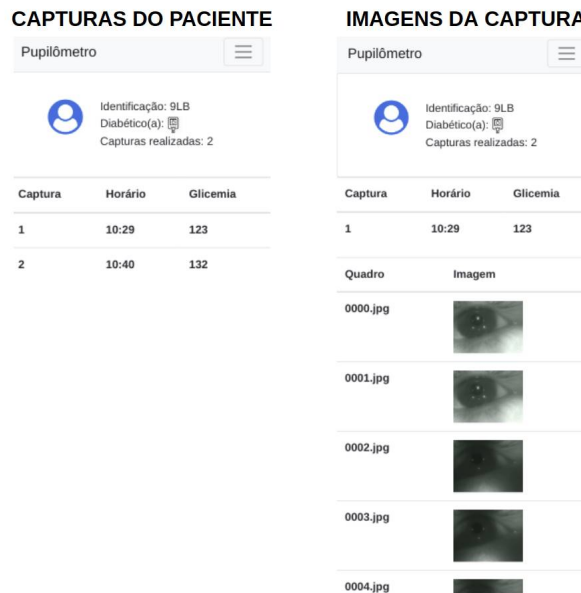 CAPTURAS DO PACIENTE
Pupilômetro
Identificação: 9LB
Diabético(a):
Capturas realizadas: 2
Captura Horário Glicemia
1 10:29 123
2 10:40 132
IMAGENS DA CAPTURA
Pupilômetro
Identificação: 9LB
Diabético(a):
Capturas realizadas: 2
Captura Horário Glicemia
1 10:29 123
Quadro Imagem
0000.jpg
0001.jpg
0002.jpg
0003.jpg
0004.jpg